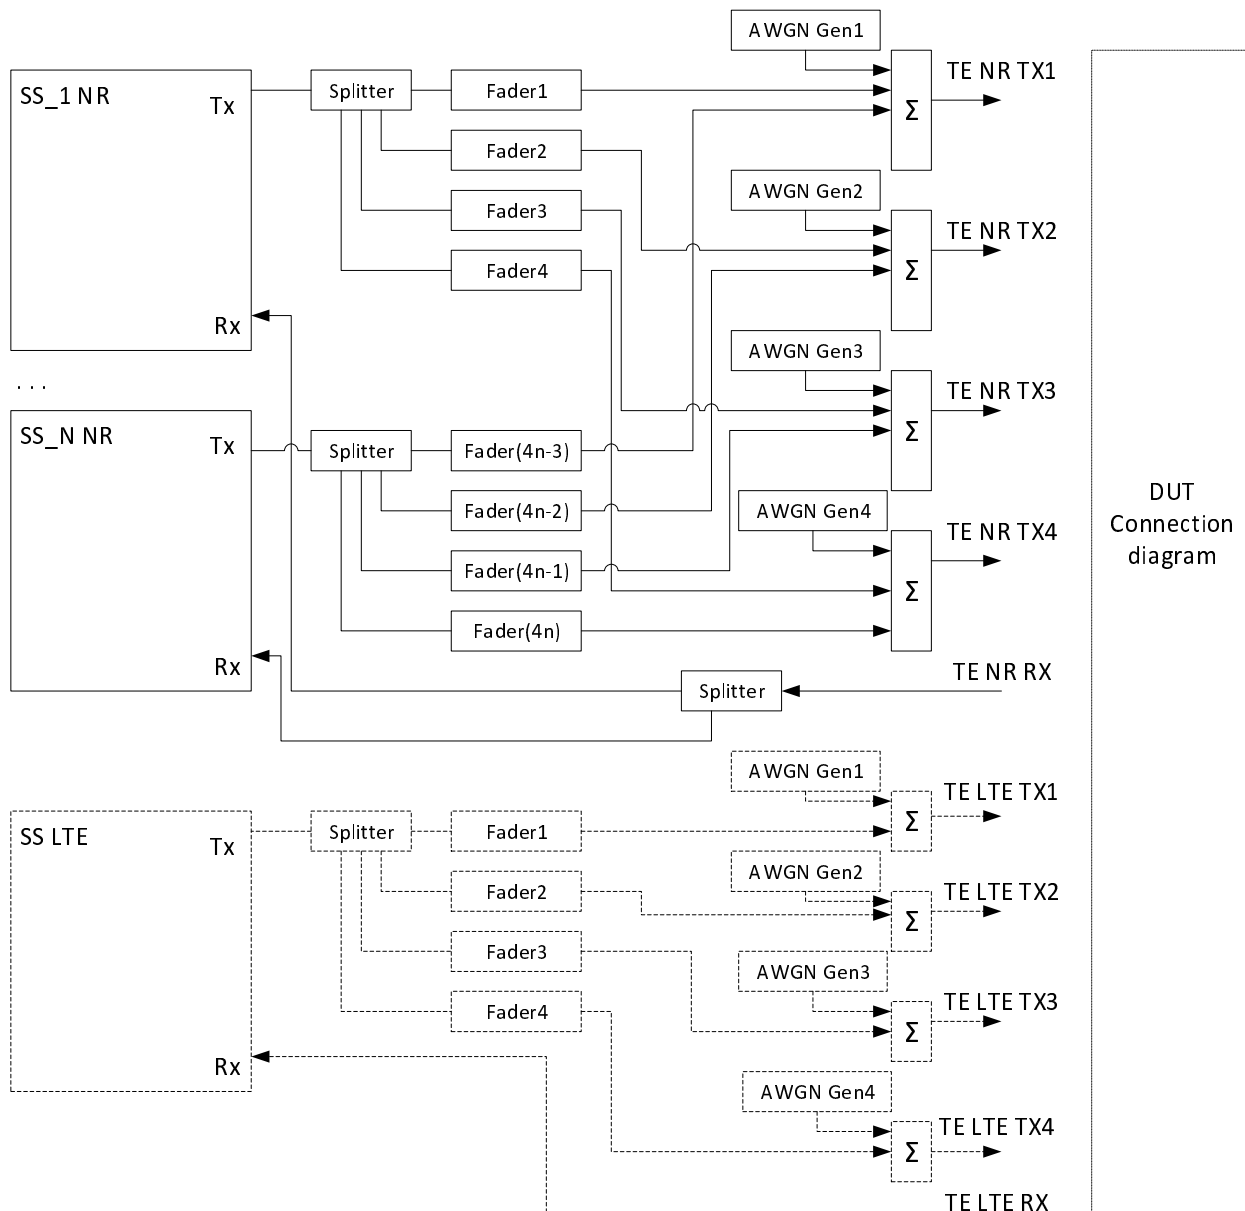 AWGN Gen1
TE NR TX1
SS_1 NR
Tx
Splitter
Fader1
Σ
Fader2
AWGN Gen2
TE NR TX2
Fader3
Fader4
Σ
Rx
AWGN Gen3
. . .
TE NR TX3
SS_N NR
Tx
Splitter
Fader(4n-3)
Σ
Fader(4n-2)
AWGN Gen4
TE NR TX4
DUT
Connection
diagram
Fader(4n-1)
Σ
Fader(4n)
Rx
TE NR RX
Splitter
AWGN Gen1
TE LTE TX1
SS LTE
Tx
Splitter
Fader1
Σ
AWGN Gen2
TE LTE TX2
Fader2
Σ
Fader3
AWGN Gen3
TE LTE TX3
Fader4
Σ
Rx
AWGN Gen4
TE LTE TX4
Σ
TE LTE RX